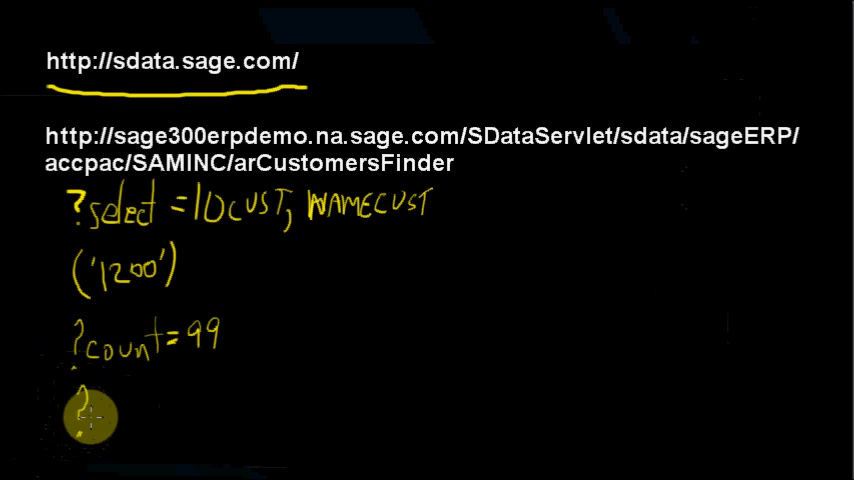 http://sdata.sage.com/
http://sage300erpdemo.na.sage.com/SDataServlet/sdata/sageERP/
accpac/SAMINC/arCustomersFinder
?select=IDCUST, NAMECUST
('1200')
?count=99
?